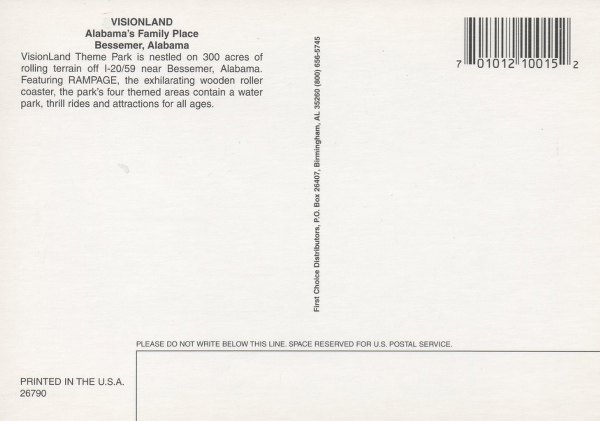 VISIONLAND
Alabama's Family Place
Bessemer, Alabama
VisionLand Theme Park is nestled on 300 acres of
rolling terrain off I-20/59 near Bessemer, Alabama.
Featuring RAMPAGE, the exhilarating wooden roller
coaster, the park's four themed areas contain a water
park, thrill rides and attractions for all ages.
First Choice Distributors, P.O. Box 26407, Birmingham, AL 35260 (800) 656-5745
7 01012 10015 2
PLEASE DO NOT WRITE BELOW THIS LINE. SPACE RESERVED FOR U.S. POSTAL SERVICE.
PRINTED IN THE U.S.A.
26790